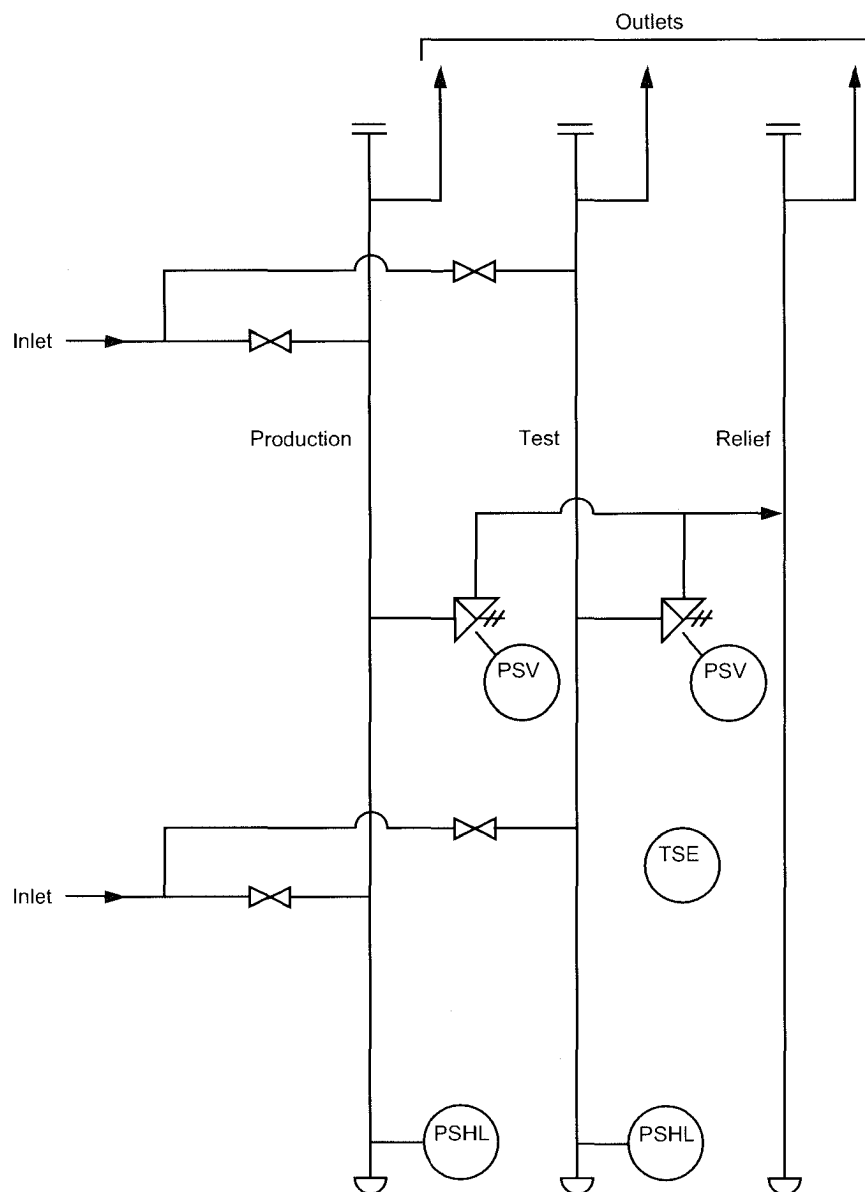 Outlets
Inlet
Production
Test
Relief
PSV
PSV
TSE
Inlet
PSHL
PSHL